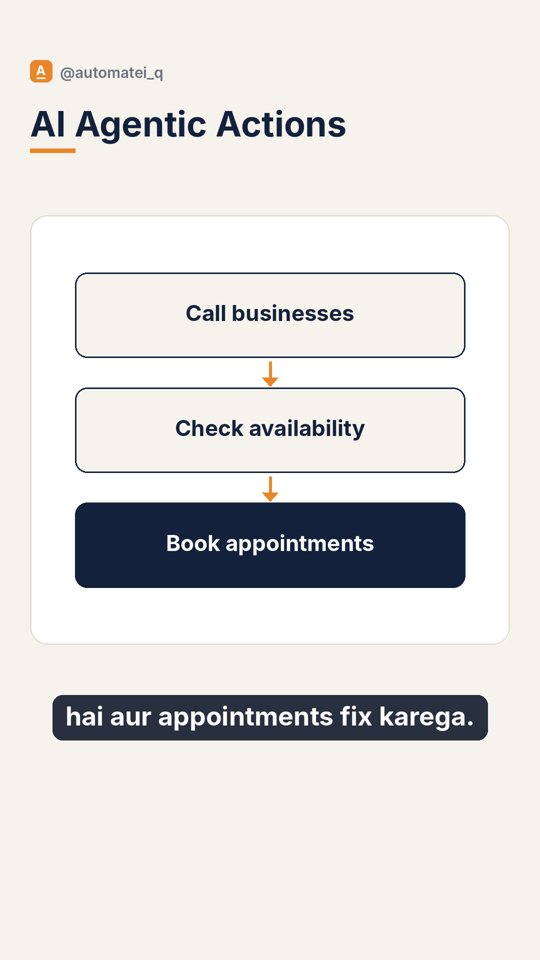 A
@automatei_q
AI Agentic Actions
Call businesses
Check availability
Book appointments
hai aur appointments fix karega.